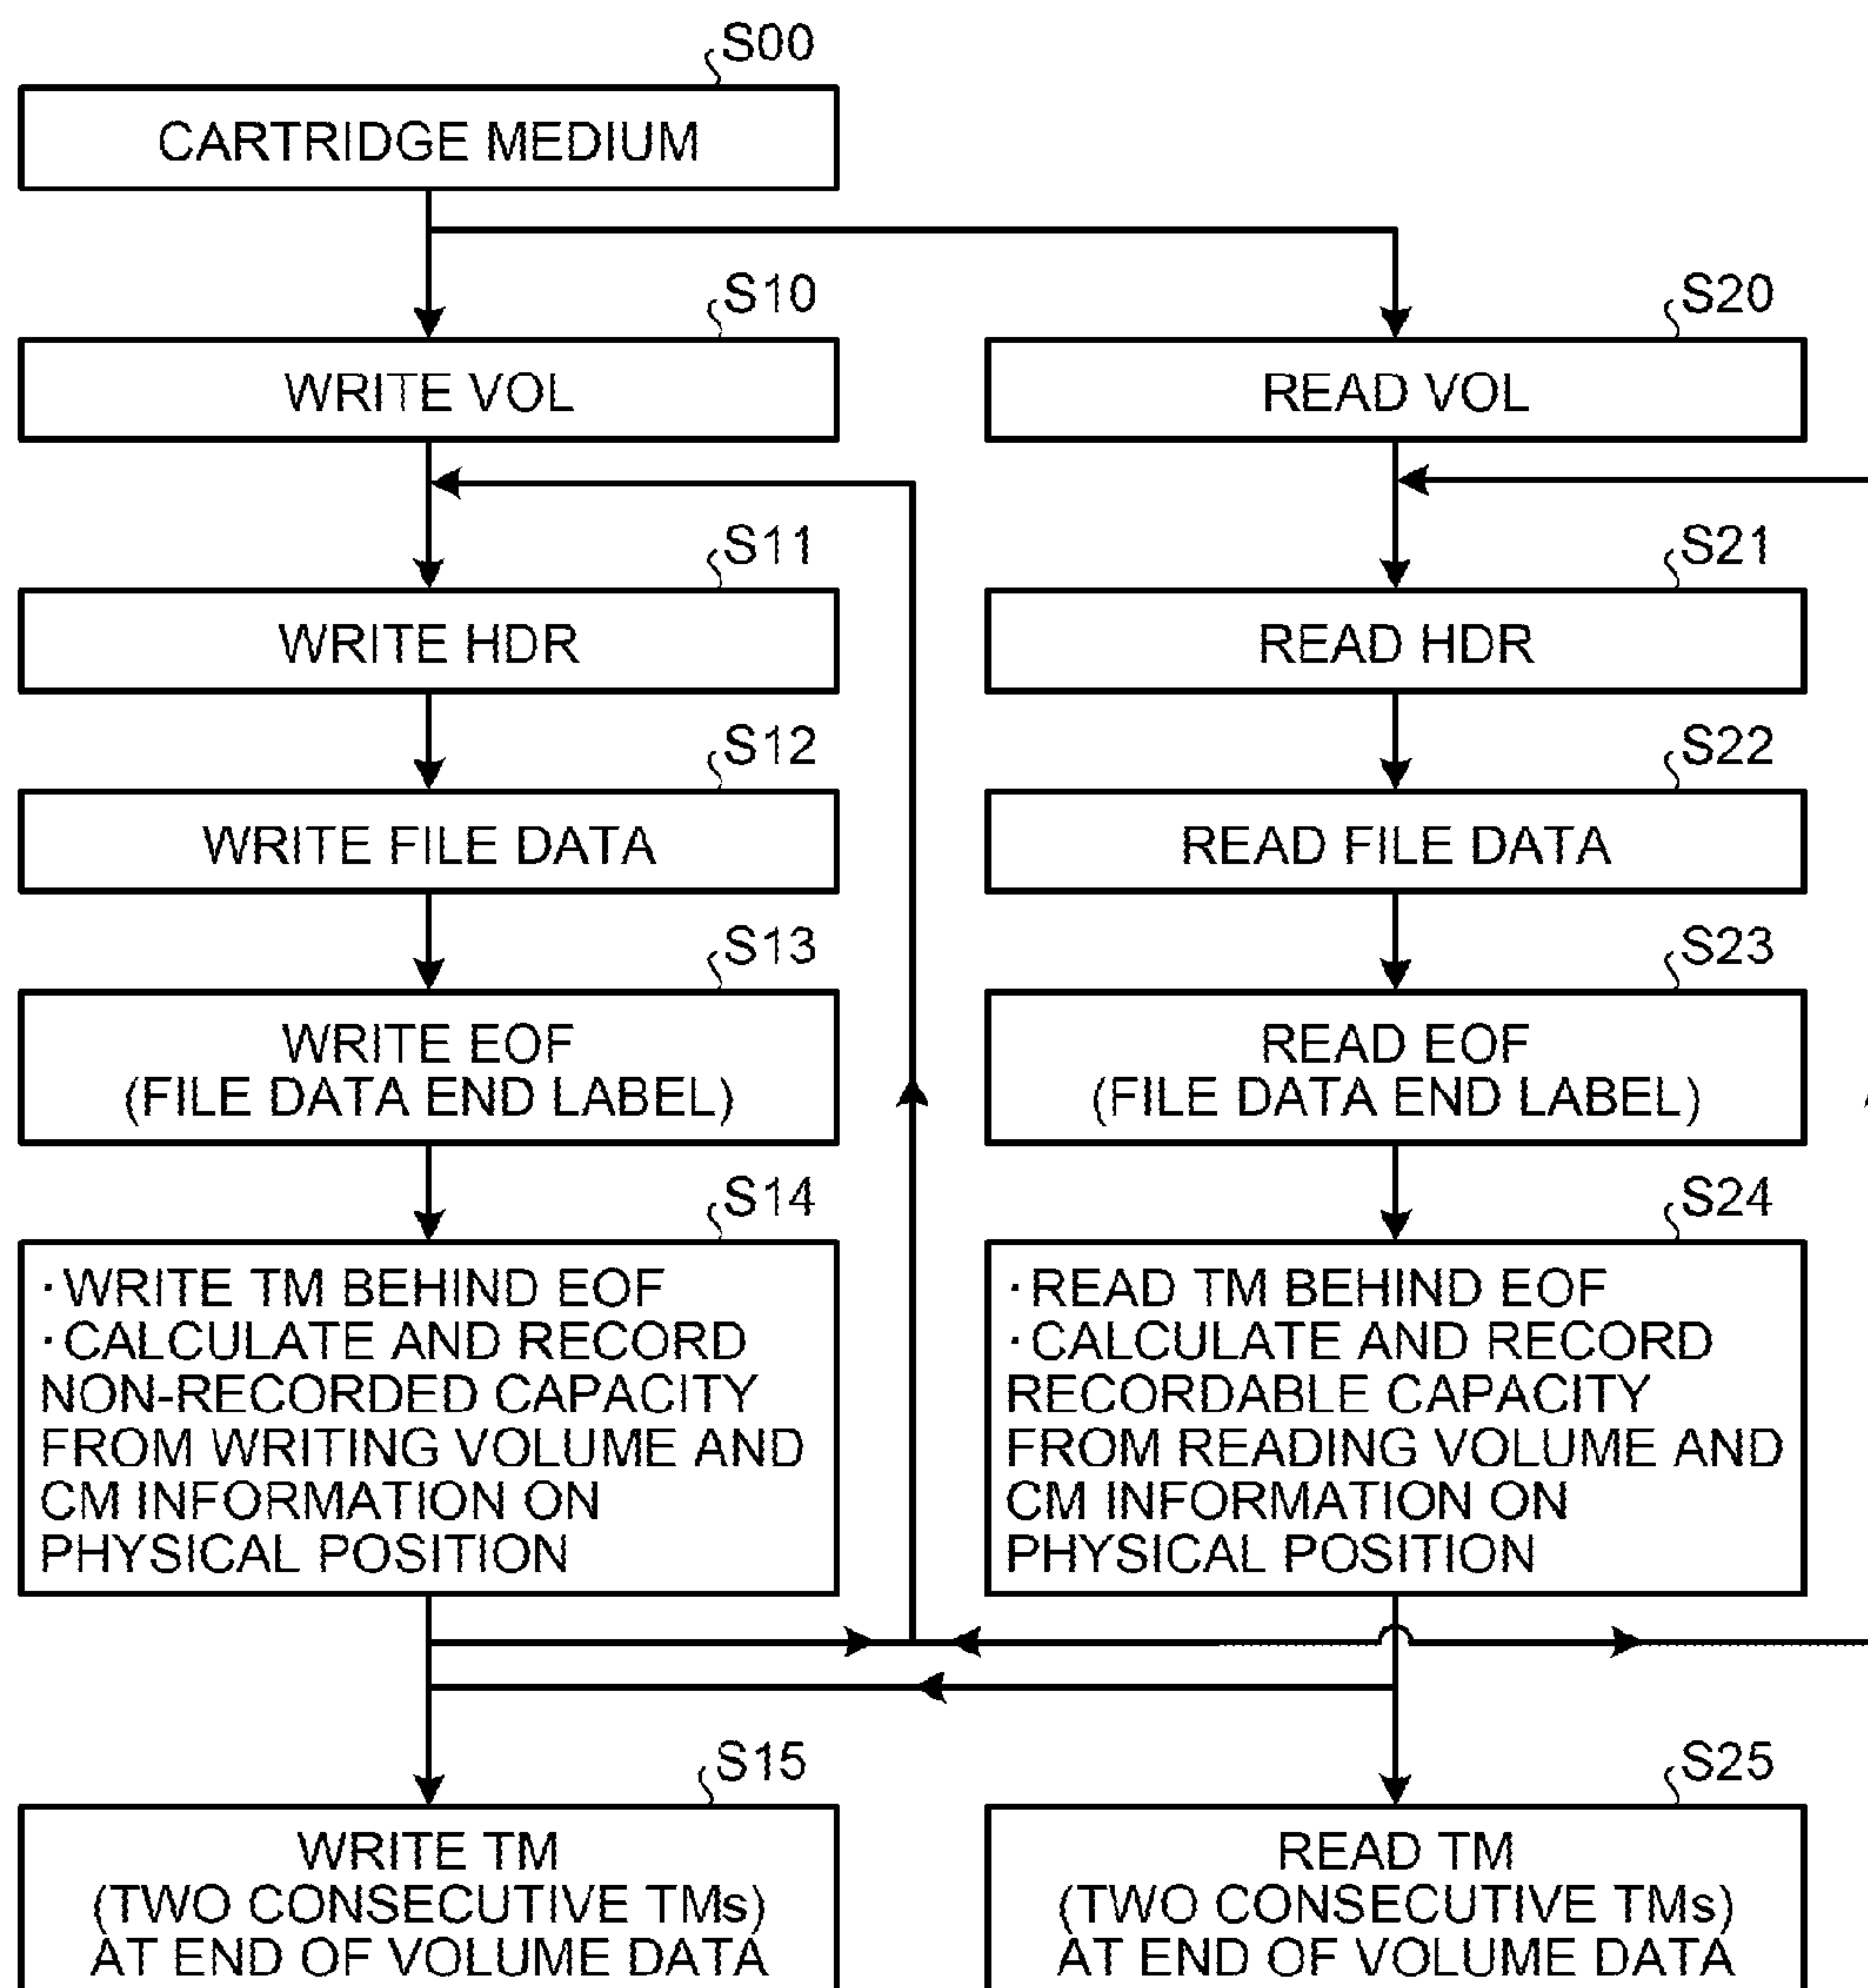 S00
CARTRIDGE MEDIUM
S10
WRITE VOL
S20
READ VOL
S11
WRITE HDR
S21
READ HDR
S12
WRITE FILE DATA
S22
READ FILE DATA
S13
WRITE EOF
(FILE DATA END LABEL)
S23
READ EOF
(FILE DATA END LABEL)
S14
·WRITE TM BEHIND EOF
·CALCULATE AND RECORD
NON-RECORDED CAPACITY
FROM WRITING VOLUME AND
CM INFORMATION ON
PHYSICAL POSITION
S24
·READ TM BEHIND EOF
·CALCULATE AND RECORD
RECORDABLE CAPACITY
FROM READING VOLUME AND
CM INFORMATION ON
PHYSICAL POSITION
S15
WRITE TM
(TWO CONSECUTIVE TMs)
AT END OF VOLUME DATA
S25
READ TM
(TWO CONSECUTIVE TMs)
AT END OF VOLUME DATA